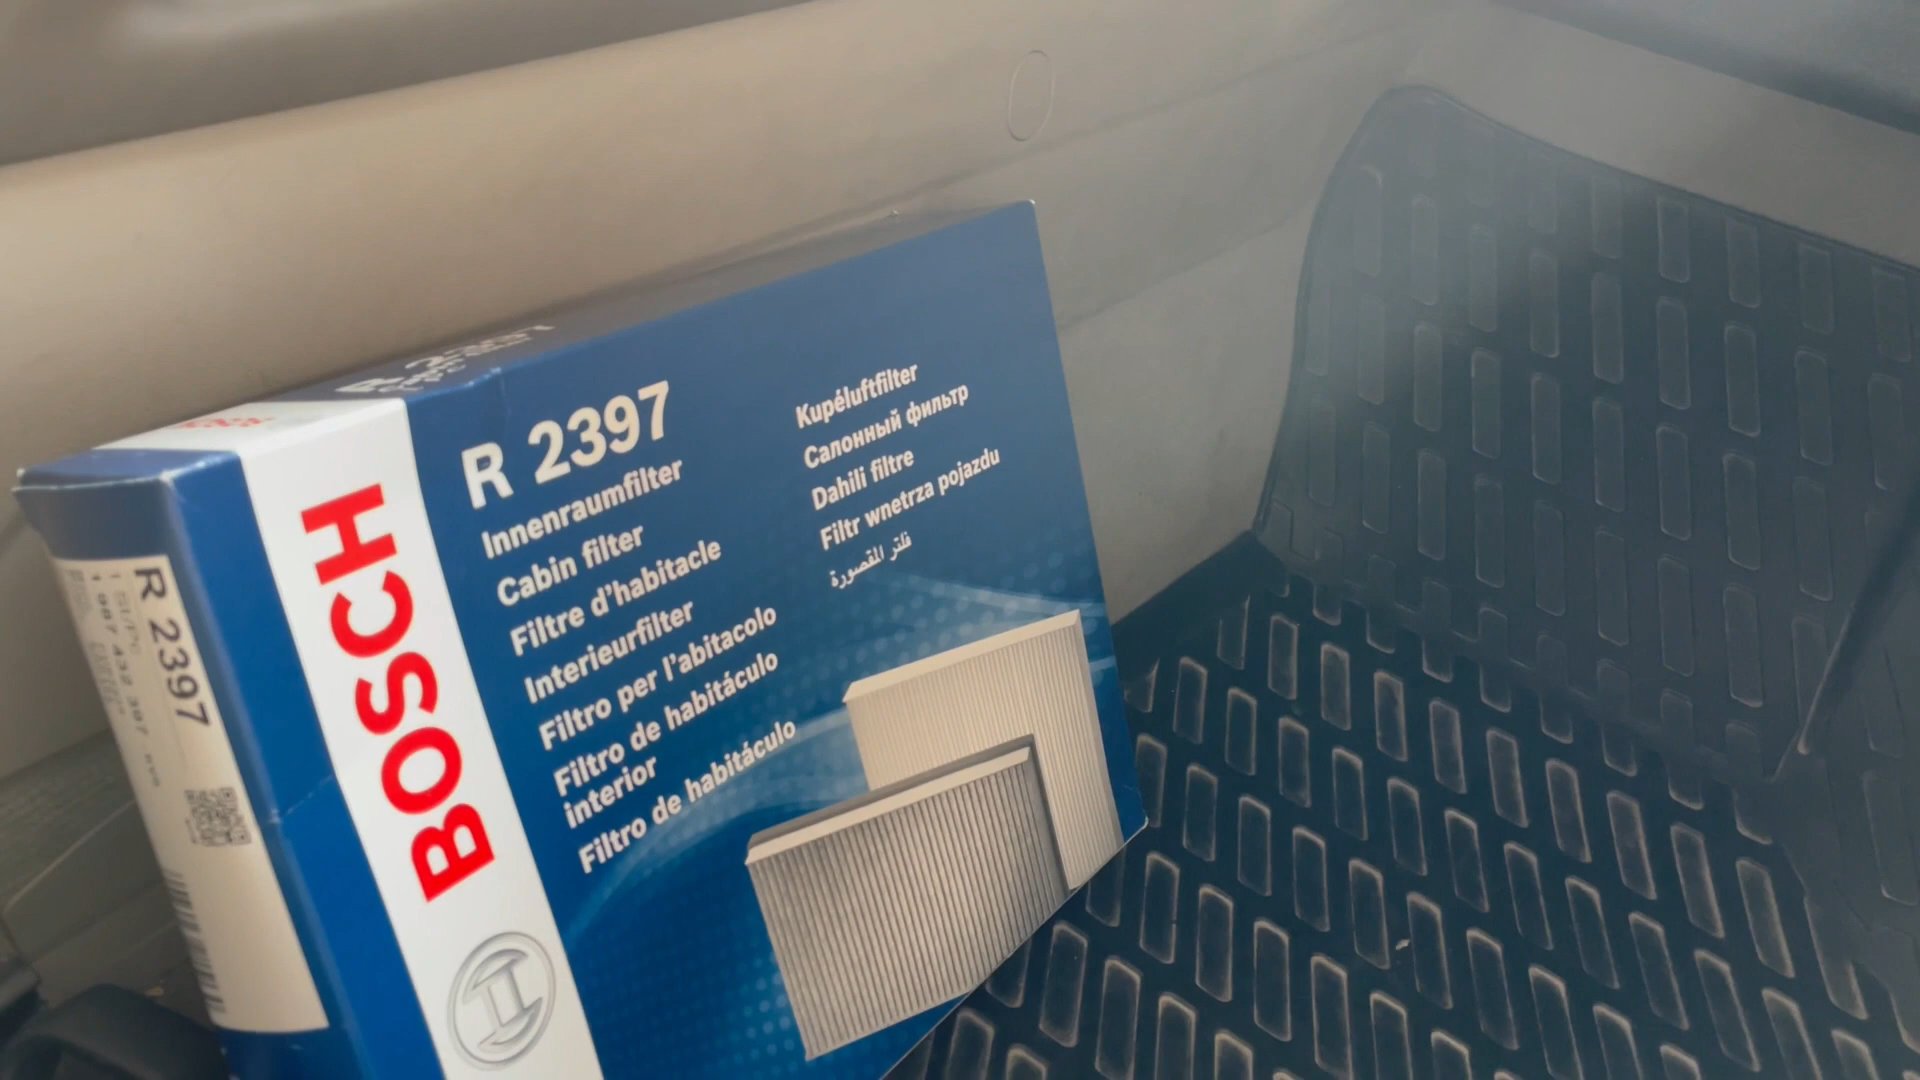 R 2397
Innenraumfilter
Cabin filter
Filtre d'habitacle
Interieurfilter
Filtro per l'abitacolo
Filtro de habitáculo
interior
Filtro de habitáculo
Kupéluftfilter
Салонный фильтр
Dahili filtre
Filtr wnetrza pojazdu
فلتر المقصورة
BOSCH
R 2397